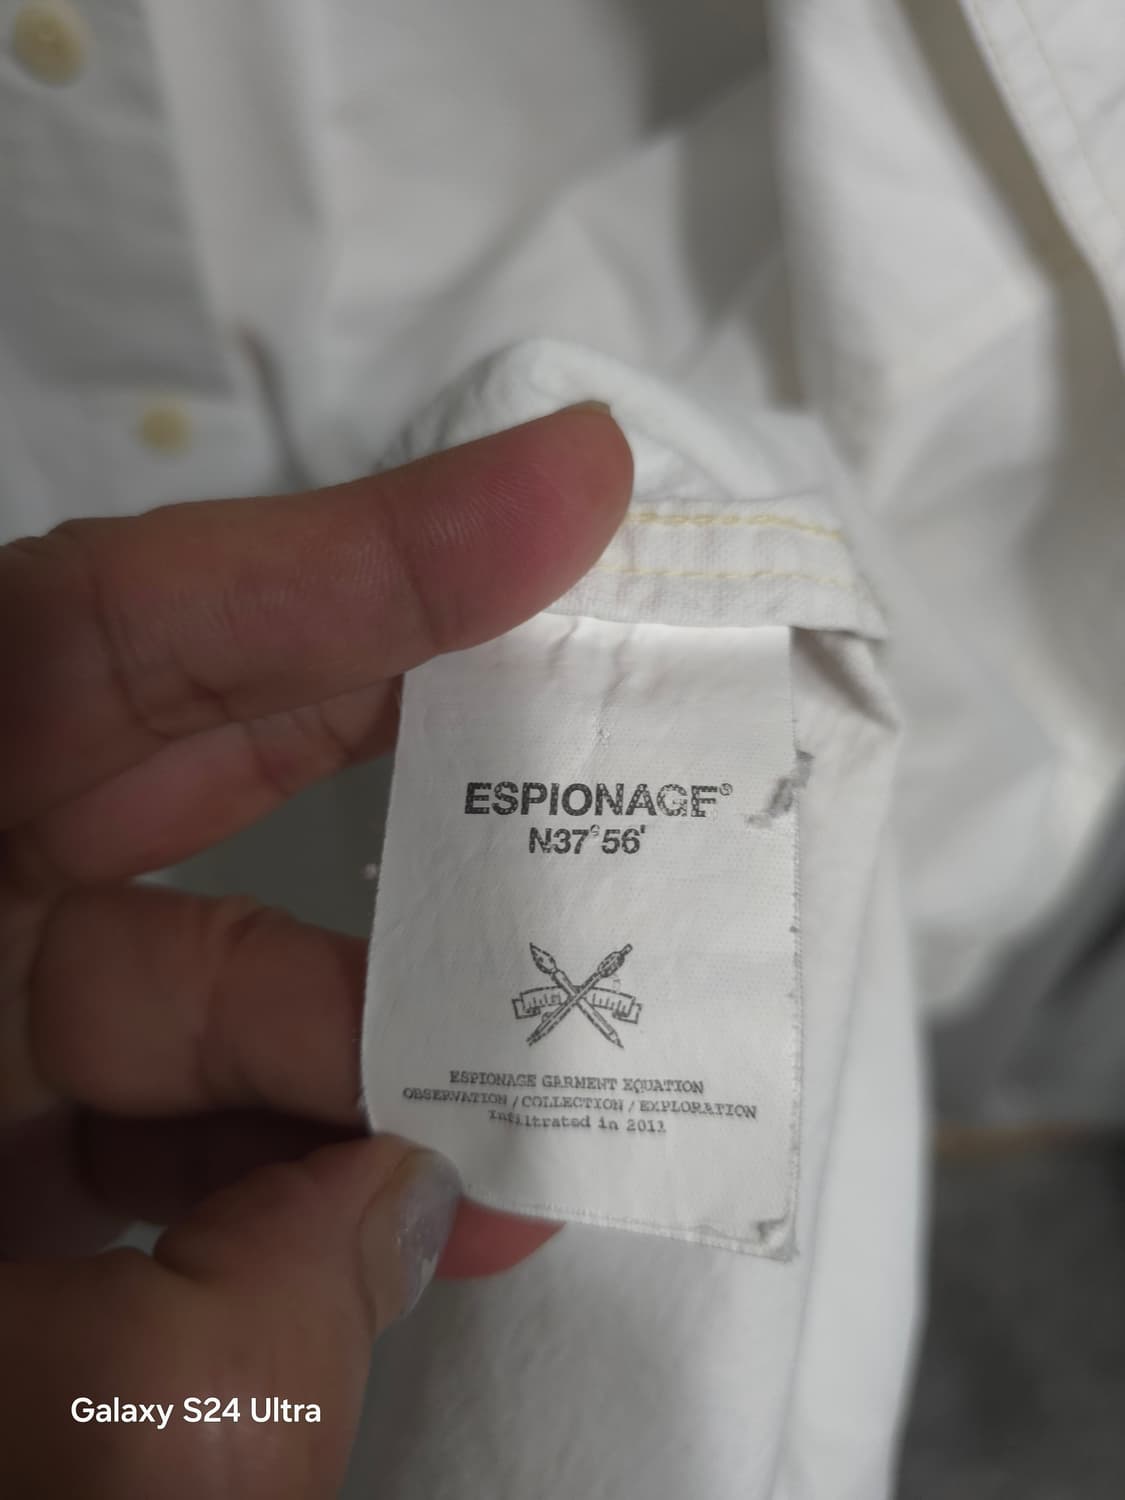 ESPIONAGE®
N37°56'
ESPIONAGE GARMENT EQUATION
OBSERVATION / COLLECTION / EXPLORATION
Infiltrated in 2011
Galaxy S24 Ultra